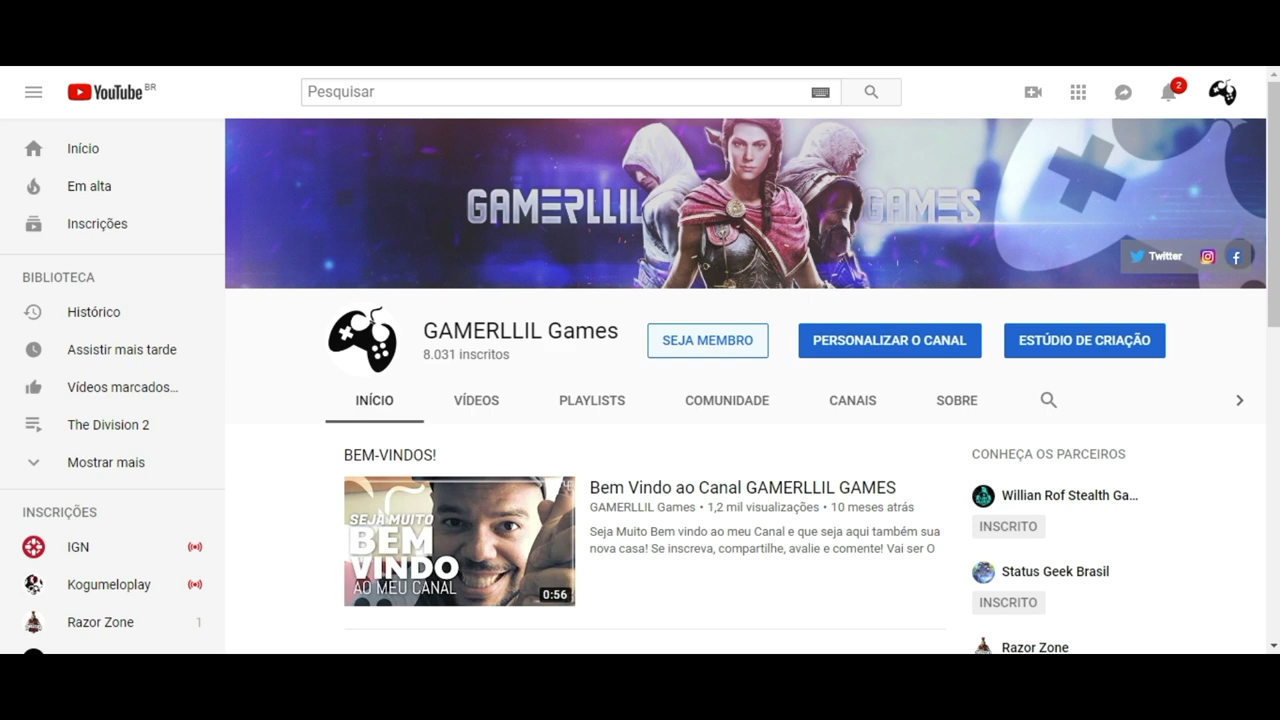 YouTube BR
Pesquisar
2
Início
Em alta
Inscrições
BIBLIOTECA
Histórico
Assistir mais tarde
Vídeos marcados...
The Division 2
Mostrar mais
INSCRIÇÕES
IGN
Kogumeloplay
Razor Zone 1
GAMERLLIL GAMES
Twitter
GAMERLLIL Games
8.031 inscritos
SEJA MEMBRO
PERSONALIZAR O CANAL
ESTÚDIO DE CRIAÇÃO
INÍCIO VÍDEOS PLAYLISTS COMUNIDADE CANAIS SOBRE
BEM-VINDOS!
SEJA MUITO
BEM
VINDO
AO MEU CANAL
0:56
Bem Vindo ao Canal GAMERLLIL GAMES
GAMERLLIL Games • 1,2 mil visualizações • 10 meses atrás
Seja Muito Bem vindo ao meu Canal e que seja aqui também sua
nova casa! Se inscreva, compartilhe, avalie e comente! Vai ser O
CONHEÇA OS PARCEIROS
Willian Rof Stealth Ga...
INSCRITO
Status Geek Brasil
INSCRITO
Razor Zone